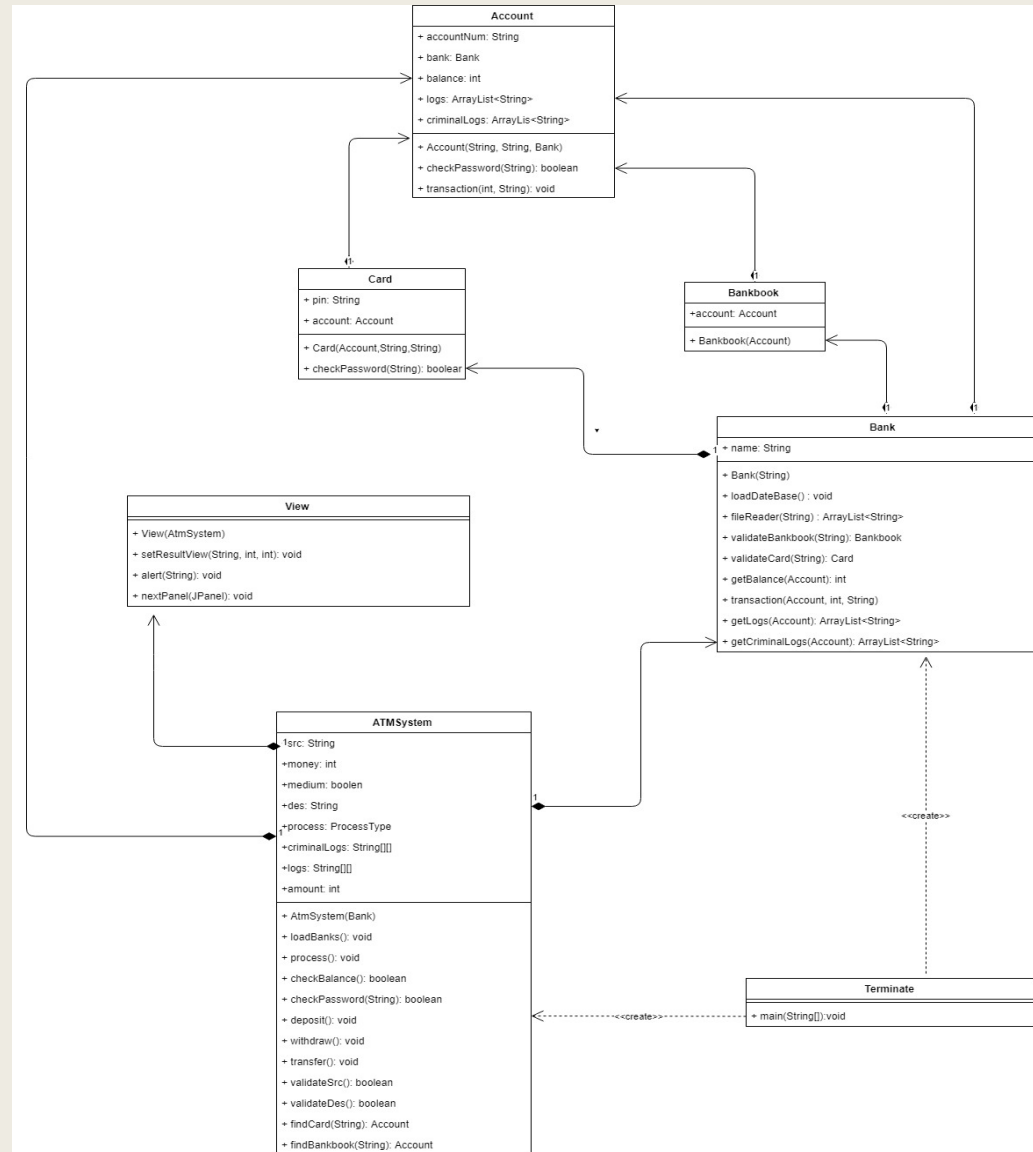 Account
+ accountNum: String
+ bank: Bank
+ balance: int
+ logs: ArrayList<String>
+ criminalLogs: ArrayLis<String>
+ Account(String, String, Bank)
+ checkPassword(String): boolean
+ transaction(int, String): void
1
1
Card
+ pin: String
+ account: Account
+ Card(Account,String,String)
+ checkPassword(String): boolear
Bankbook
+account: Account
+ Bankbook(Account)
1
1
*
1
Bank
+ name: String
+ Bank(String)
+ loadDateBase() : void
+ fileReader(String) : ArrayList<String>
+ validateBankbook(String): Bankbook
+ validateCard(String): Card
+ getBalance(Account): int
+ transaction(Account, int, String)
+ getLogs(Account): ArrayList<String>
+ getCriminalLogs(Account): ArrayList<String>
View
+ View(AtmSystem)
+ setResultView(String, int, int): void
+ alert(String): void
+ nextPanel(JPanel): void
ATMSystem
1
src: String
+money: int
+medium: boolen
+des: String
+process: ProcessType
1
+criminalLogs: String[][]
+logs: String[][]
+amount: int
1
+ AtmSystem(Bank)
+ loadBanks(): void
+ process(): void
+ checkBalance(): boolean
+ checkPassword(String): boolean
+ deposit(): void
+ withdraw(): void
+ transfer(): void
+ validateSrc(): boolean
+ validateDes(): boolean
+ findCard(String): Account
+ findBankbook(String): Account
<<create>>
<<create>>
Terminate
+ main(String[]):void